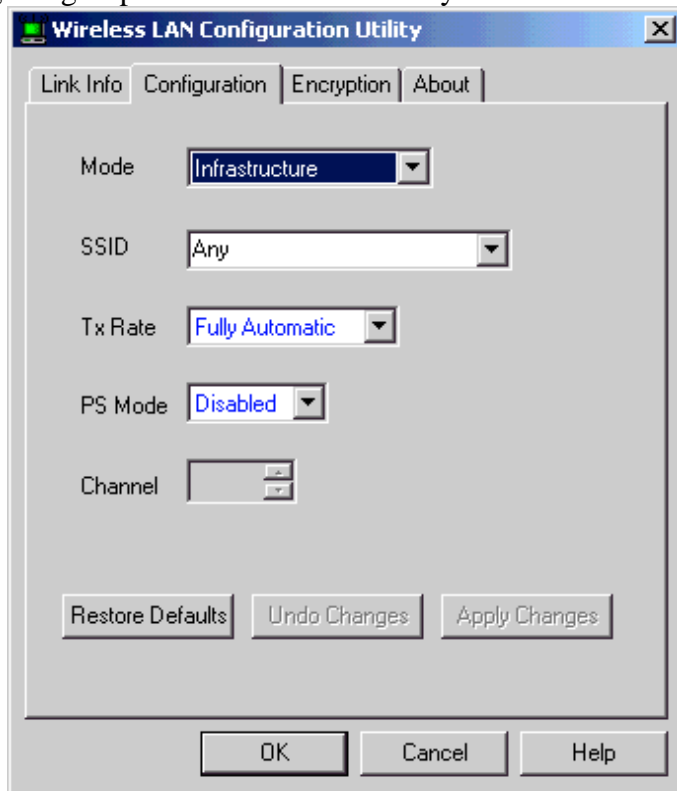 Wireless LAN Configuration Utility
Link Info Configuration Encryption About
Mode Infrastructure
SSID Any
Tx Rate Fully Automatic
PS Mode Disabled
Channel
Restore Defaults Undo Changes Apply Changes
OK Cancel Help